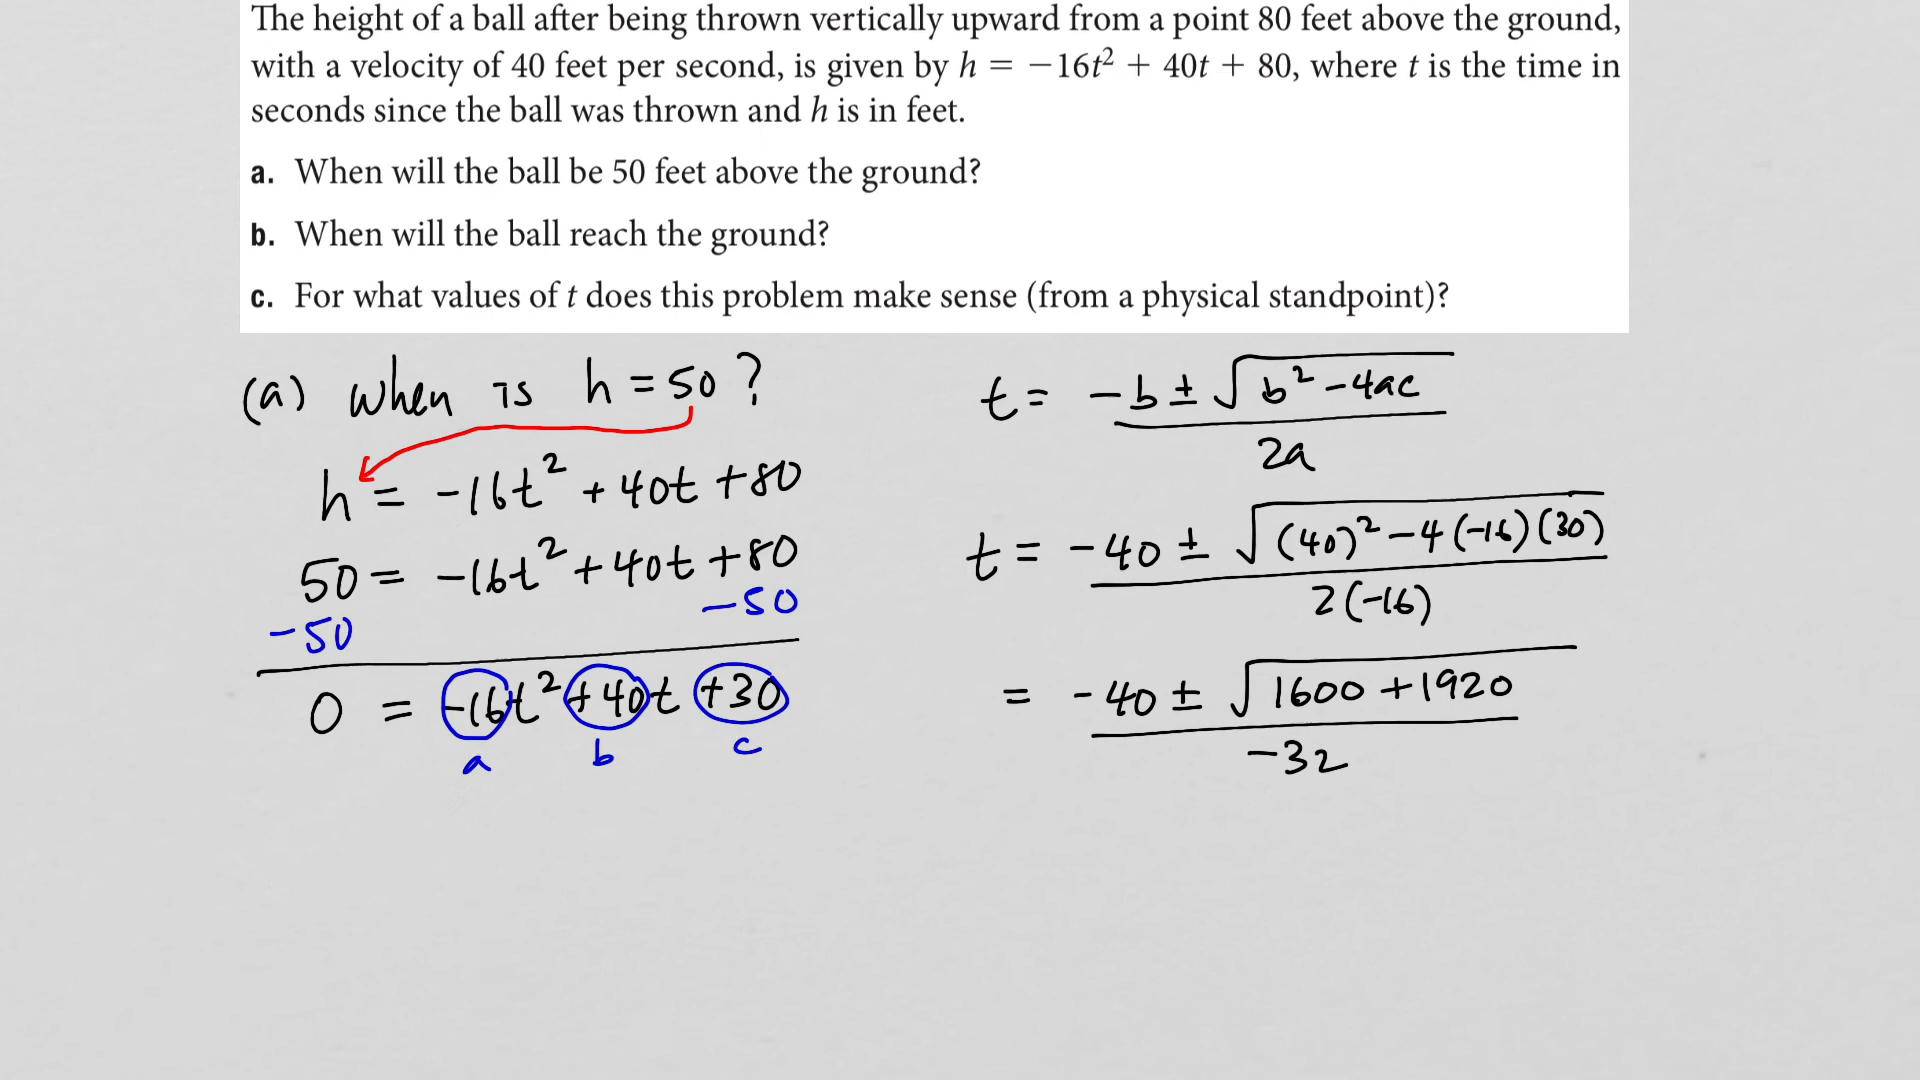 The height of a ball after being thrown vertically upward from a point 80 feet above the ground,
with a velocity of 40 feet per second, is given by h = −16t² + 40t + 80, where t is the time in
seconds since the ball was thrown and h is in feet.
a. When will the ball be 50 feet above the ground?
b. When will the ball reach the ground?
c. For what values of t does this problem make sense (from a physical standpoint)?
(a) when is h = 50 ?
h = -16t² + 40t + 80
50 = -16t² + 40t + 80
-50 -50
0 = -16t² + 40t + 30
a b c
t = -b ± √b² - 4ac
2a
t = -40 ± √(40)² - 4(-16)(30)
2(-16)
= -40 ± √1600 + 1920
-32